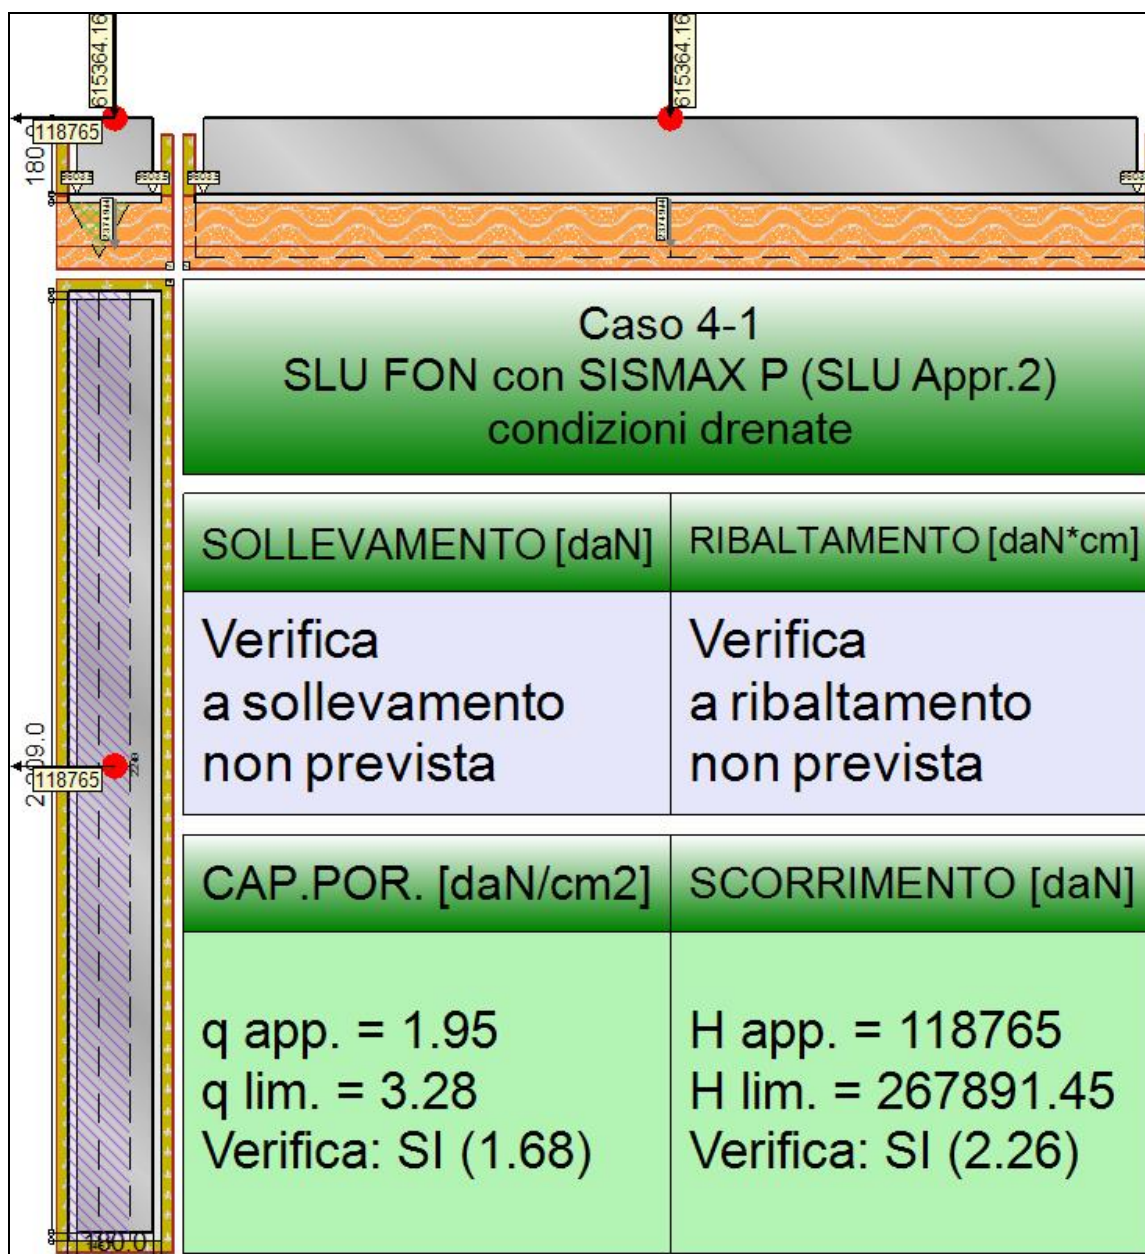 615364.16
615364.16
118765
180.
Caso 4-1
SLU FON con SISMAX P (SLU Appr.2)
condizioni drenate
SOLLEVAMENTO [daN]
RIBALTAMENTO [daN*cm]
Verifica
a sollevamento
non prevista
Verifica
a ribaltamento
non prevista
118765
CAP.POR. [daN/cm2]
SCORRIMENTO [daN]
q app. = 1.95
q lim. = 3.28
Verifica: SI (1.68)
H app. = 118765
H lim. = 267891.45
Verifica: SI (2.26)